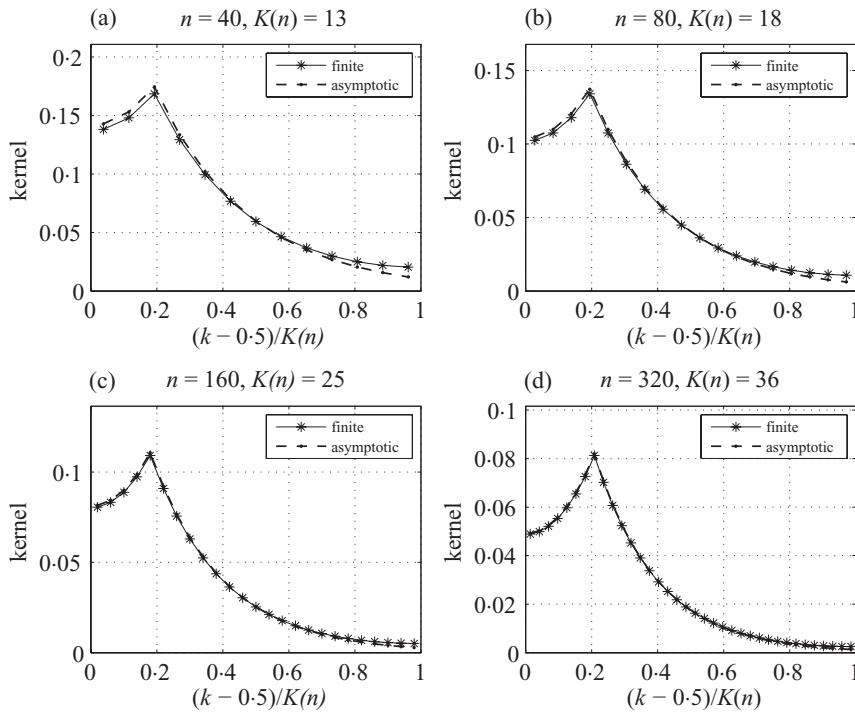 (a) n = 40, K(n) = 13
0·2
0·15
0·1
0·05
0
kernel
finite
asymptotic
0 0·2 0·4 0·6 0·8 1
(k − 0·5)/K(n)
(b) n = 80, K(n) = 18
0·15
0·1
0·05
0
kernel
finite
asymptotic
0 0·2 0·4 0·6 0·8 1
(k − 0·5)/K(n)
(c) n = 160, K(n) = 25
0·1
0·05
0
kernel
finite
asymptotic
0 0·2 0·4 0·6 0·8 1
(k − 0·5)/K(n)
(d) n = 320, K(n) = 36
0·1
0·08
0·06
0·04
0·02
0
kernel
finite
asymptotic
0 0·2 0·4 0·6 0·8 1
(k − 0·5)/K(n)